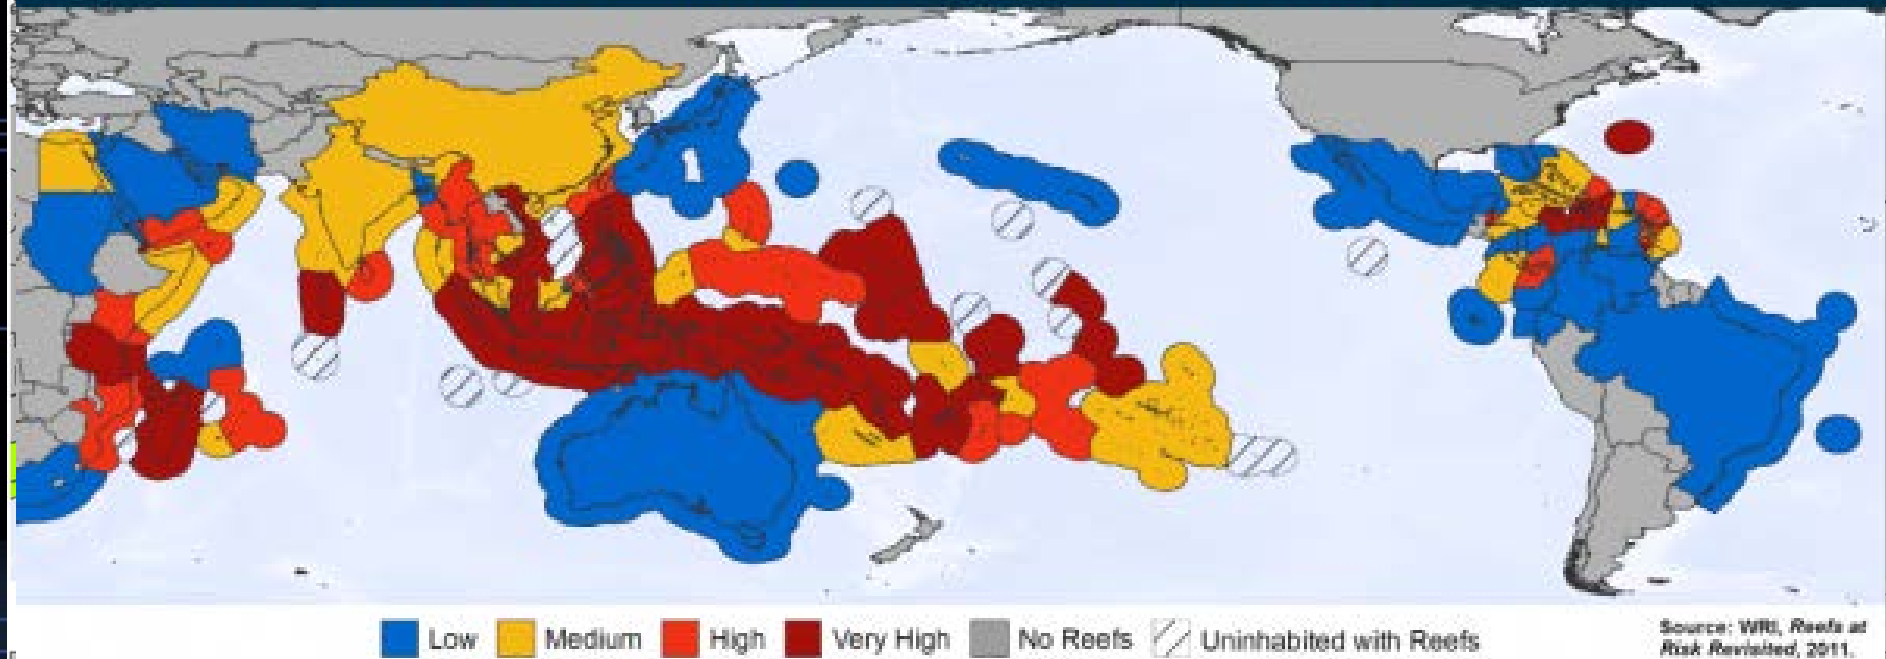 Low Medium High Very High No Reefs Uninhabited with Reefs
Source: WRI, Reefs at
Risk Revisited, 2011.